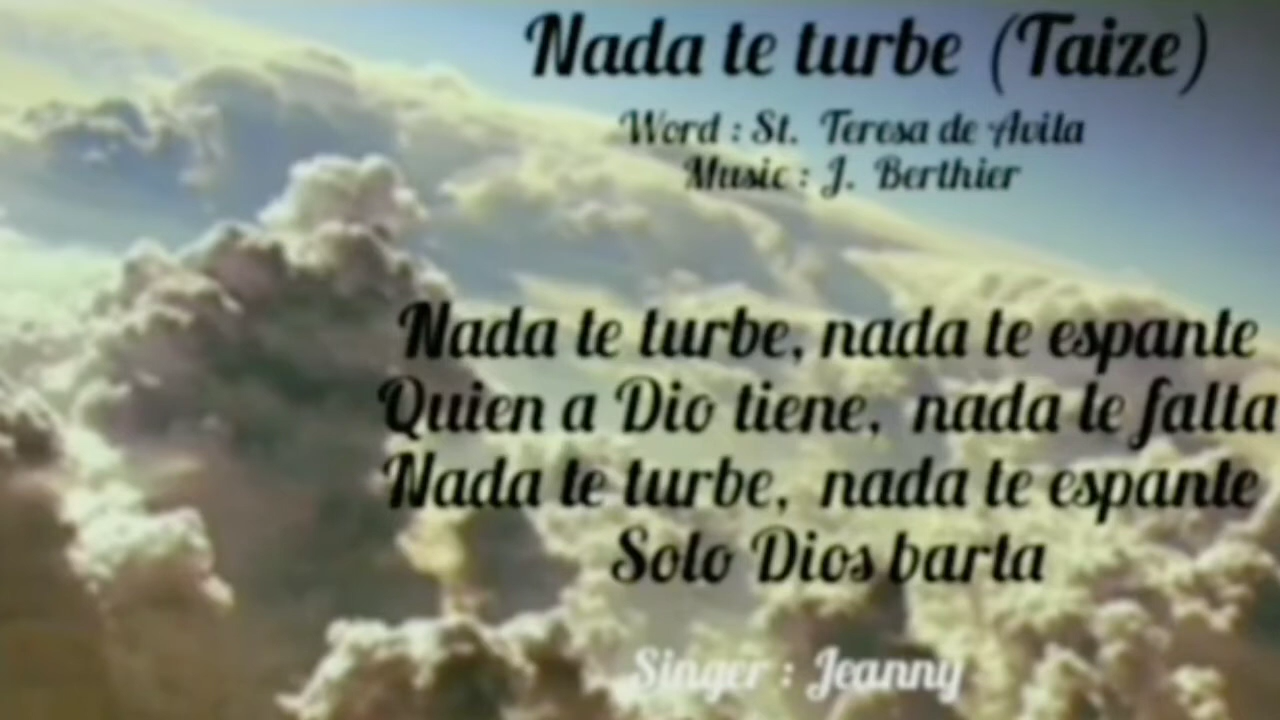 Nada te turbe (Taize)
Word : St. Teresa de Avila
Music : J. Berthier
Nada te turbe, nada te espante
Quien a Dio tiene, nada le falta
Nada te turbe, nada te espante
Solo Dios barta
Singer : Jeanny